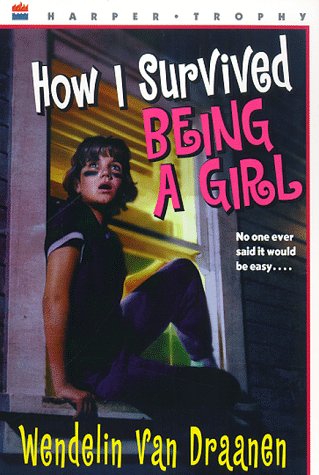 HARPER • TROPHY
How I Survived
BEING
A GIRL
No one ever
said it would
be easy....
Wendelin Van Draanen